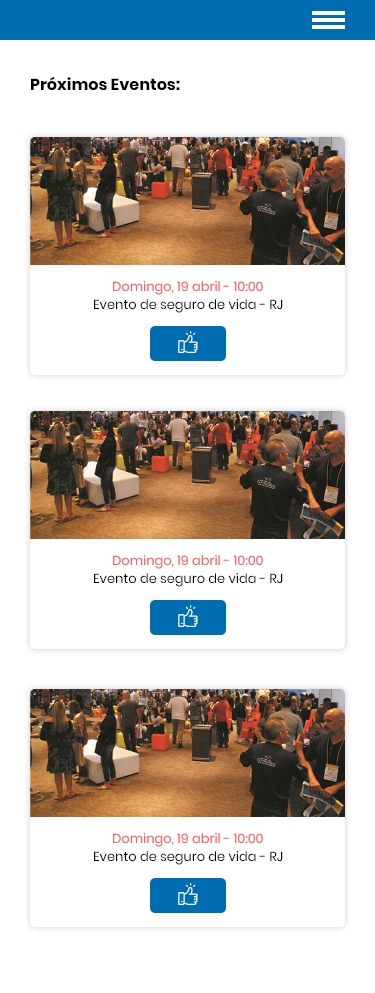 Próximos Eventos:
Domingo, 19 abril - 10:00
Evento de seguro de vida - RJ
Domingo, 19 abril - 10:00
Evento de seguro de vida - RJ
Domingo, 19 abril - 10:00
Evento de seguro de vida - RJ